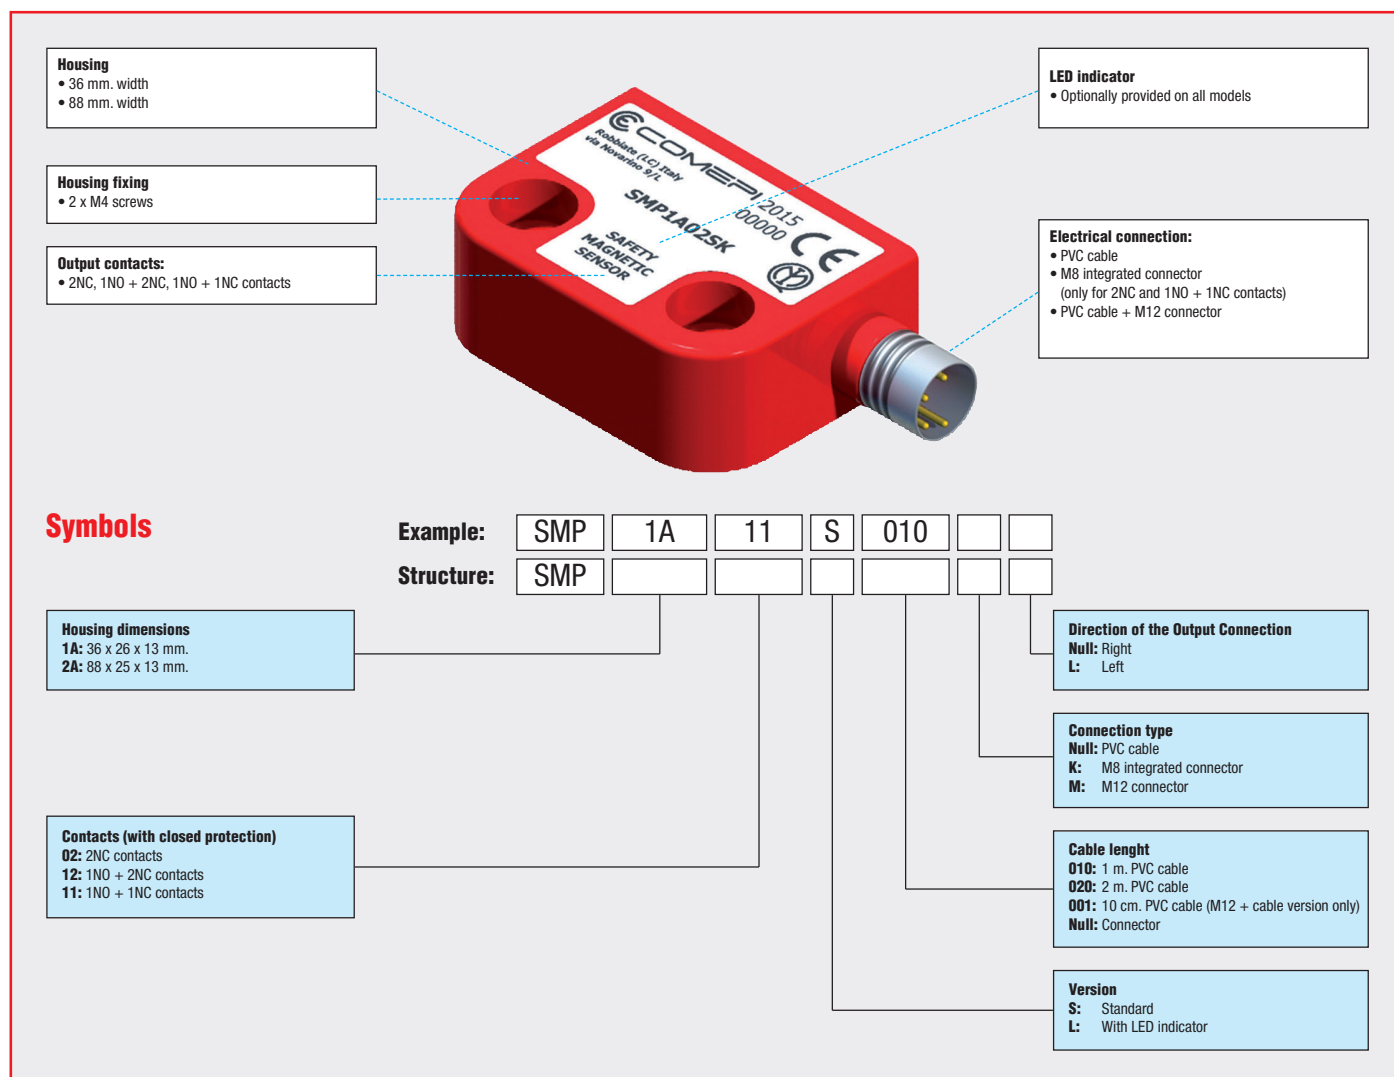 Housing
• 36 mm. width
• 88 mm. width
Housing fixing
• 2 x M4 screws
Output contacts:
• 2NC, 1NO + 2NC, 1NO + 1NC contacts
LED indicator
• Optionally provided on all models
Electrical connection:
• PVC cable
• M8 integrated connector
(only for 2NC and 1NO + 1NC contacts)
• PVC cable + M12 connector
COMEPI
Robbiate (LC) Italy
via Novarino 9/L
2015
00000
CE
SMP1A02SK
SAFETY
MAGNETIC
SENSOR
Symbols
Example: SMP 1A 11 S 010
Structure: SMP
Housing dimensions
1A: 36 x 26 x 13 mm.
2A: 88 x 25 x 13 mm.
Contacts (with closed protection)
02: 2NC contacts
12: 1NO + 2NC contacts
11: 1NO + 1NC contacts
Direction of the Output Connection
Null: Right
L: Left
Connection type
Null: PVC cable
K: M8 integrated connector
M: M12 connector
Cable lenght
010: 1 m. PVC cable
020: 2 m. PVC cable
001: 10 cm. PVC cable (M12 + cable version only)
Null: Connector
Version
S: Standard
L: With LED indicator